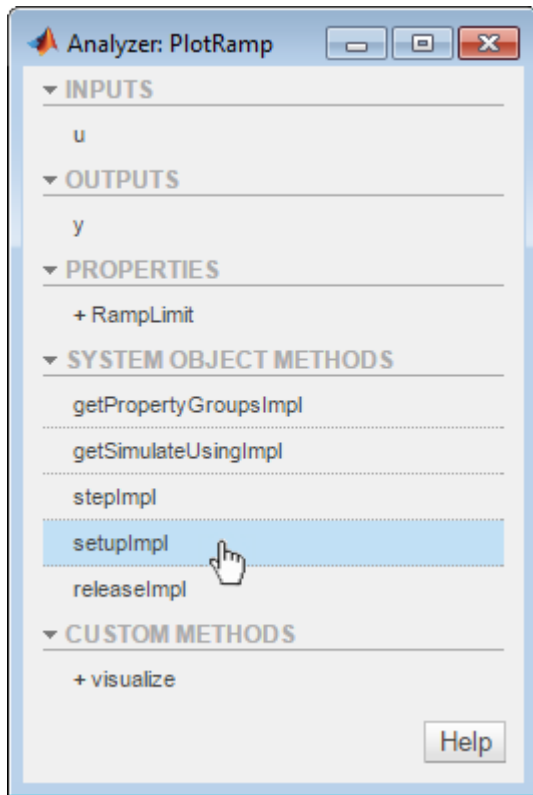 Analyzer: PlotRamp
INPUTS
u
OUTPUTS
y
PROPERTIES
+ RampLimit
SYSTEM OBJECT METHODS
getPropertyGroupsImpl
getSimulateUsingImpl
stepImpl
setupImpl
releaseImpl
CUSTOM METHODS
+ visualize
Help